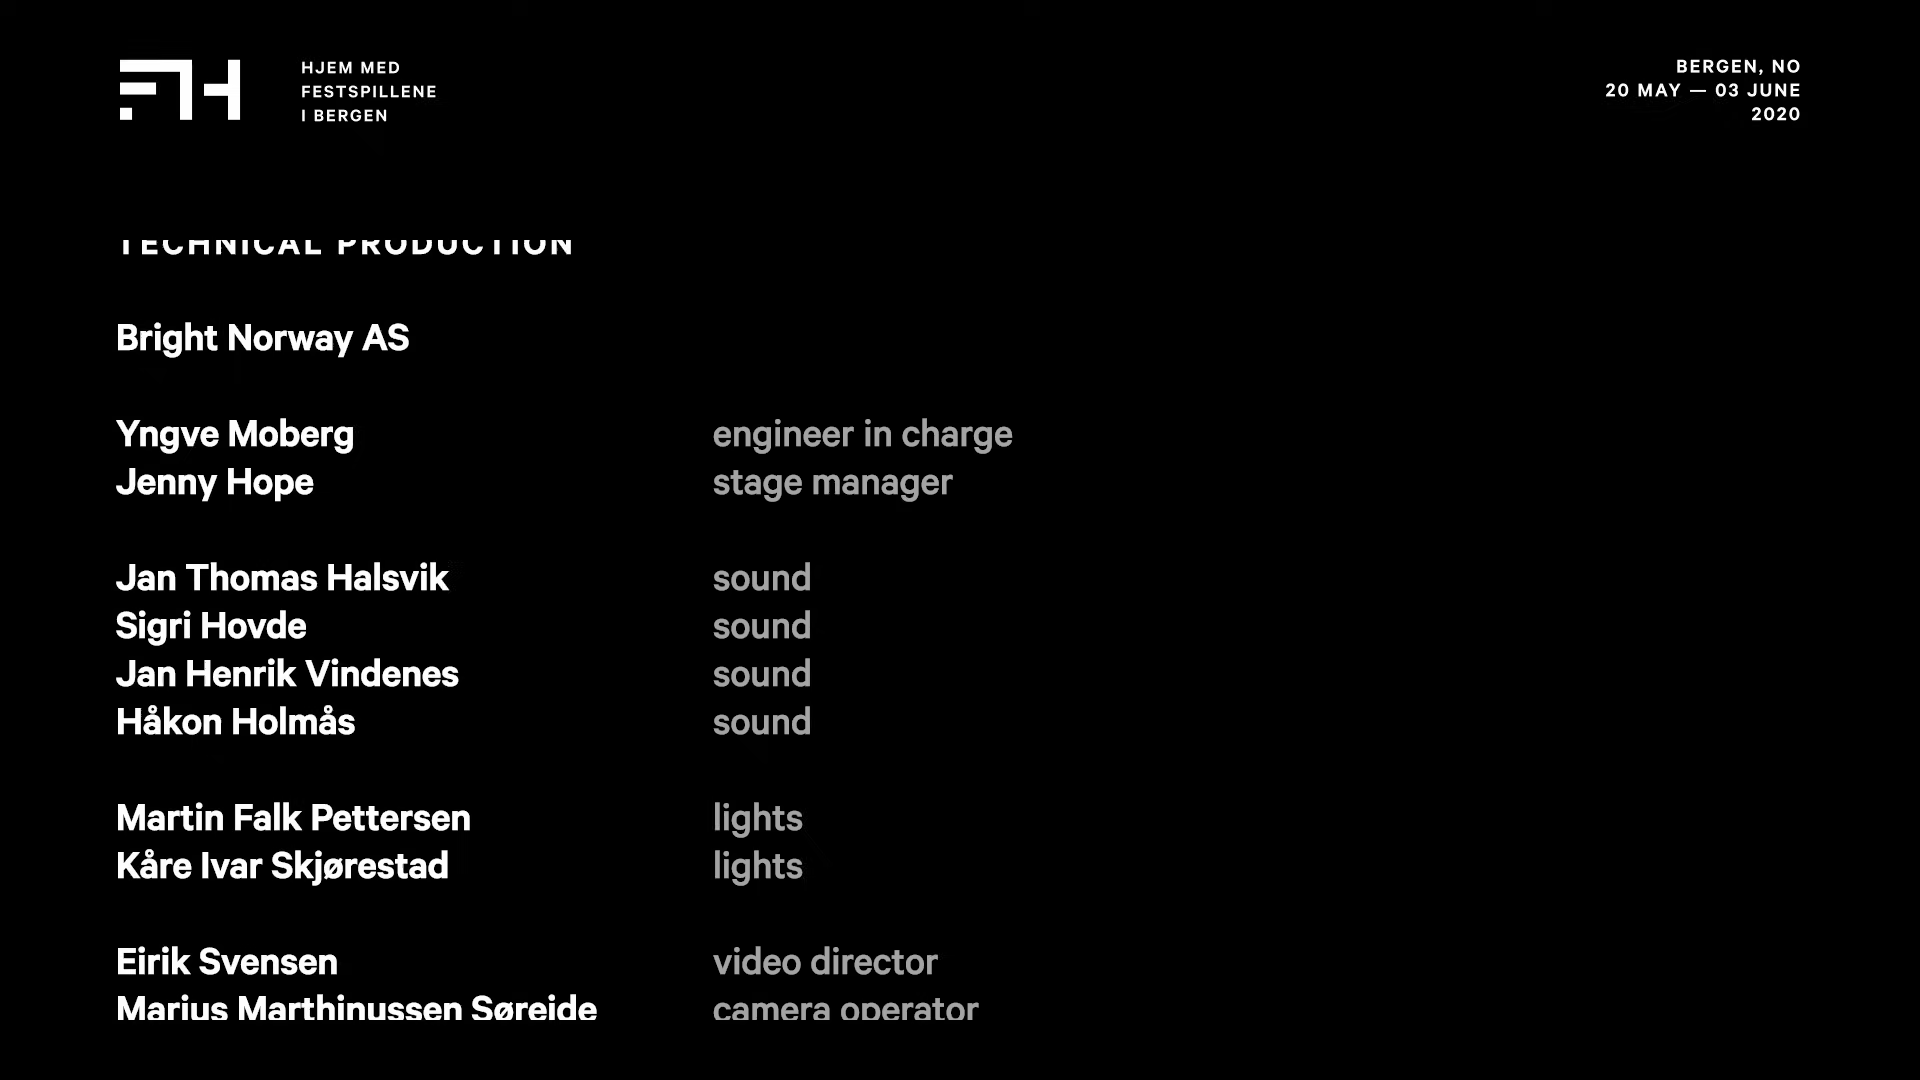 HJEM MED
FESTSPILLENE
I BERGEN
BERGEN, NO
20 MAY — 03 JUNE
2020
TECHNICAL PRODUCTION
Bright Norway AS
Yngve Moberg engineer in charge
Jenny Hope stage manager
Jan Thomas Halsvik sound
Sigri Hovde sound
Jan Henrik Vindenes sound
Håkon Holmås sound
Martin Falk Pettersen lights
Kåre Ivar Skjørestad lights
Eirik Svensen video director
Marius Marthinussen Søreide camera operator